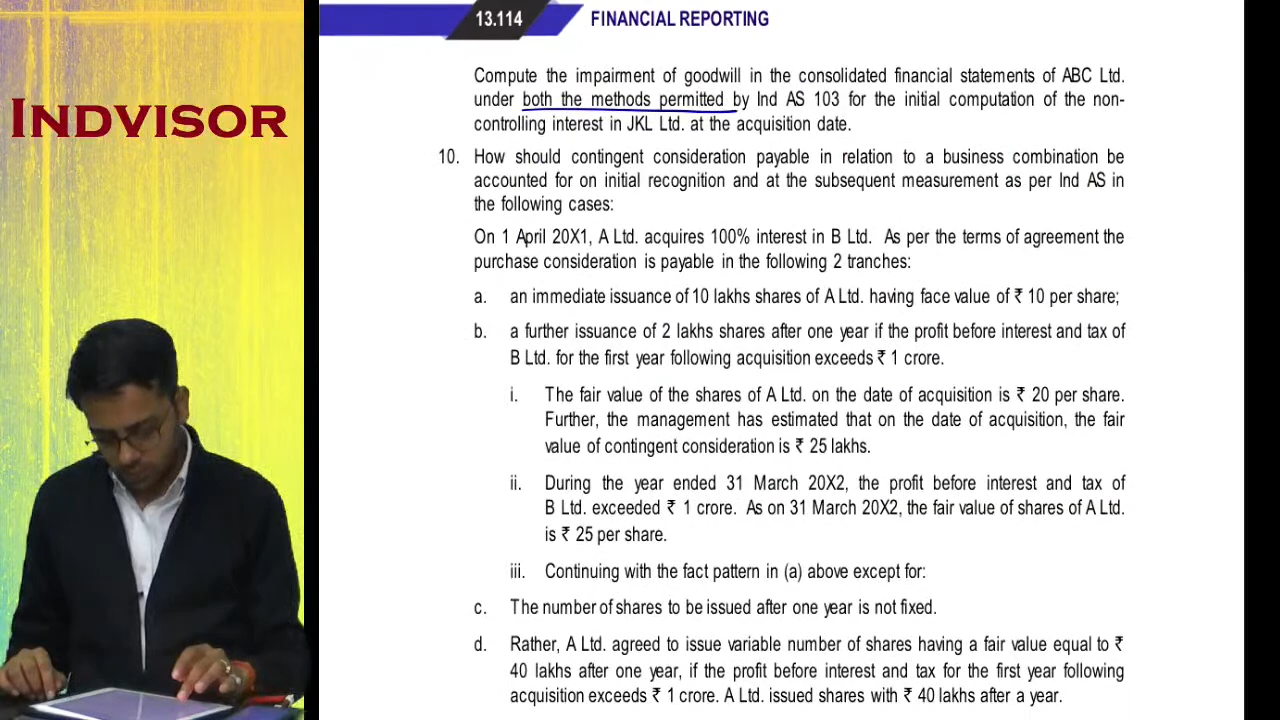 INDVISOR
13.114 FINANCIAL REPORTING
Compute the impairment of goodwill in the consolidated financial statements of ABC Ltd.
under both the methods permitted by Ind AS 103 for the initial computation of the non-
controlling interest in JKL Ltd. at the acquisition date.
10. How should contingent consideration payable in relation to a business combination be
accounted for on initial recognition and at the subsequent measurement as per Ind AS in
the following cases:
On 1 April 20X1, A Ltd. acquires 100% interest in B Ltd. As per the terms of agreement the
purchase consideration is payable in the following 2 tranches:
a. an immediate issuance of 10 lakhs shares of A Ltd. having face value of ₹ 10 per share;
b. a further issuance of 2 lakhs shares after one year if the profit before interest and tax of
B Ltd. for the first year following acquisition exceeds ₹ 1 crore.
i. The fair value of the shares of A Ltd. on the date of acquisition is ₹ 20 per share.
Further, the management has estimated that on the date of acquisition, the fair
value of contingent consideration is ₹ 25 lakhs.
ii. During the year ended 31 March 20X2, the profit before interest and tax of
B Ltd. exceeded ₹ 1 crore. As on 31 March 20X2, the fair value of shares of A Ltd.
is ₹ 25 per share.
iii. Continuing with the fact pattern in (a) above except for:
c. The number of shares to be issued after one year is not fixed.
d. Rather, A Ltd. agreed to issue variable number of shares having a fair value equal to ₹
40 lakhs after one year, if the profit before interest and tax for the first year following
acquisition exceeds ₹ 1 crore. A Ltd. issued shares with ₹ 40 lakhs after a year.